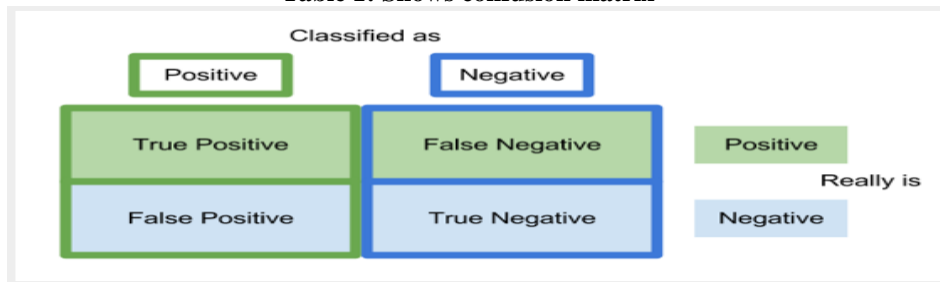 Classified as
Positive Negative
True Positive False Negative Positive
Really is
False Positive True Negative Negative